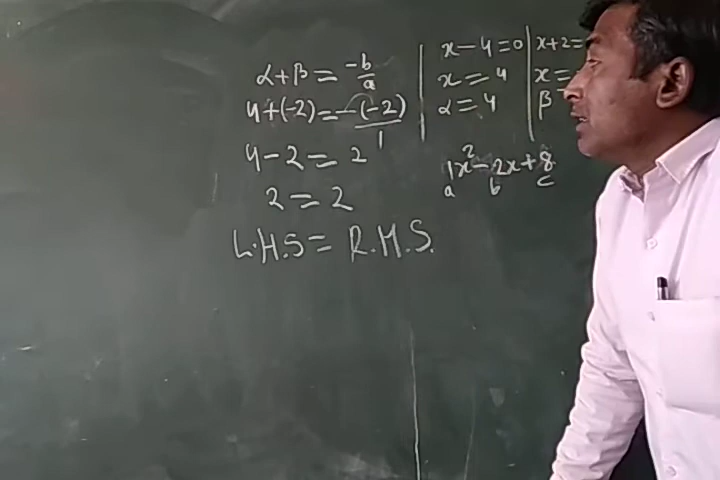 α+β = -b/a
4+(-2) = -(-2)/1
4-2 = 2
2 = 2
L.H.S = R.H.S.
x-4=0
x=4
α=4
x+2=
x=
β=
1x²-2x+8
a b c